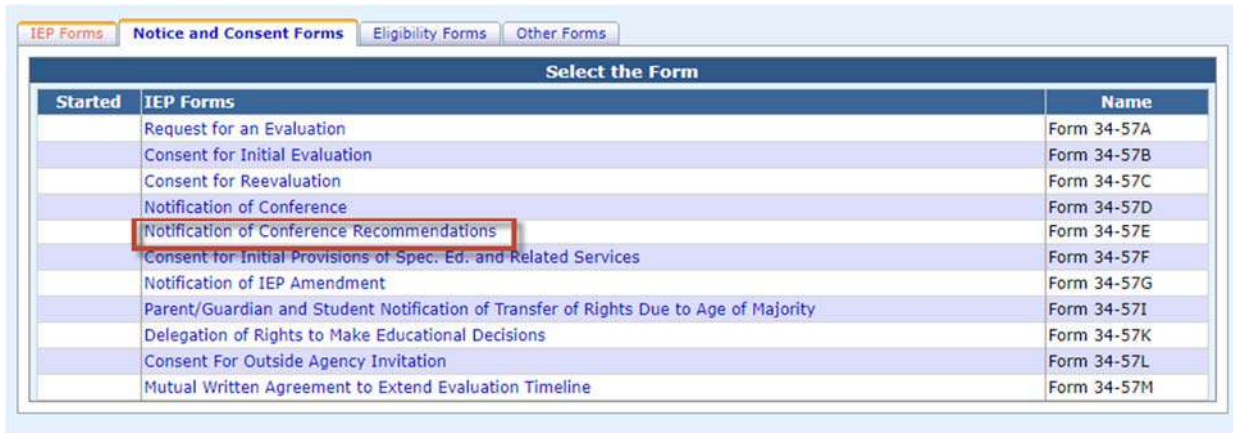 IEP Forms Notice and Consent Forms Eligibility Forms Other Forms
Select the Form
Started IEP Forms Name
Request for an Evaluation Form 34-57A
Consent for Initial Evaluation Form 34-57B
Consent for Reevaluation Form 34-57C
Notification of Conference Form 34-57D
Notification of Conference Recommendations Form 34-57E
Consent for Initial Provisions of Spec. Ed. and Related Services Form 34-57F
Notification of IEP Amendment Form 34-57G
Parent/Guardian and Student Notification of Transfer of Rights Due to Age of Majority Form 34-57I
Delegation of Rights to Make Educational Decisions Form 34-57K
Consent For Outside Agency Invitation Form 34-57L
Mutual Written Agreement to Extend Evaluation Timeline Form 34-57M